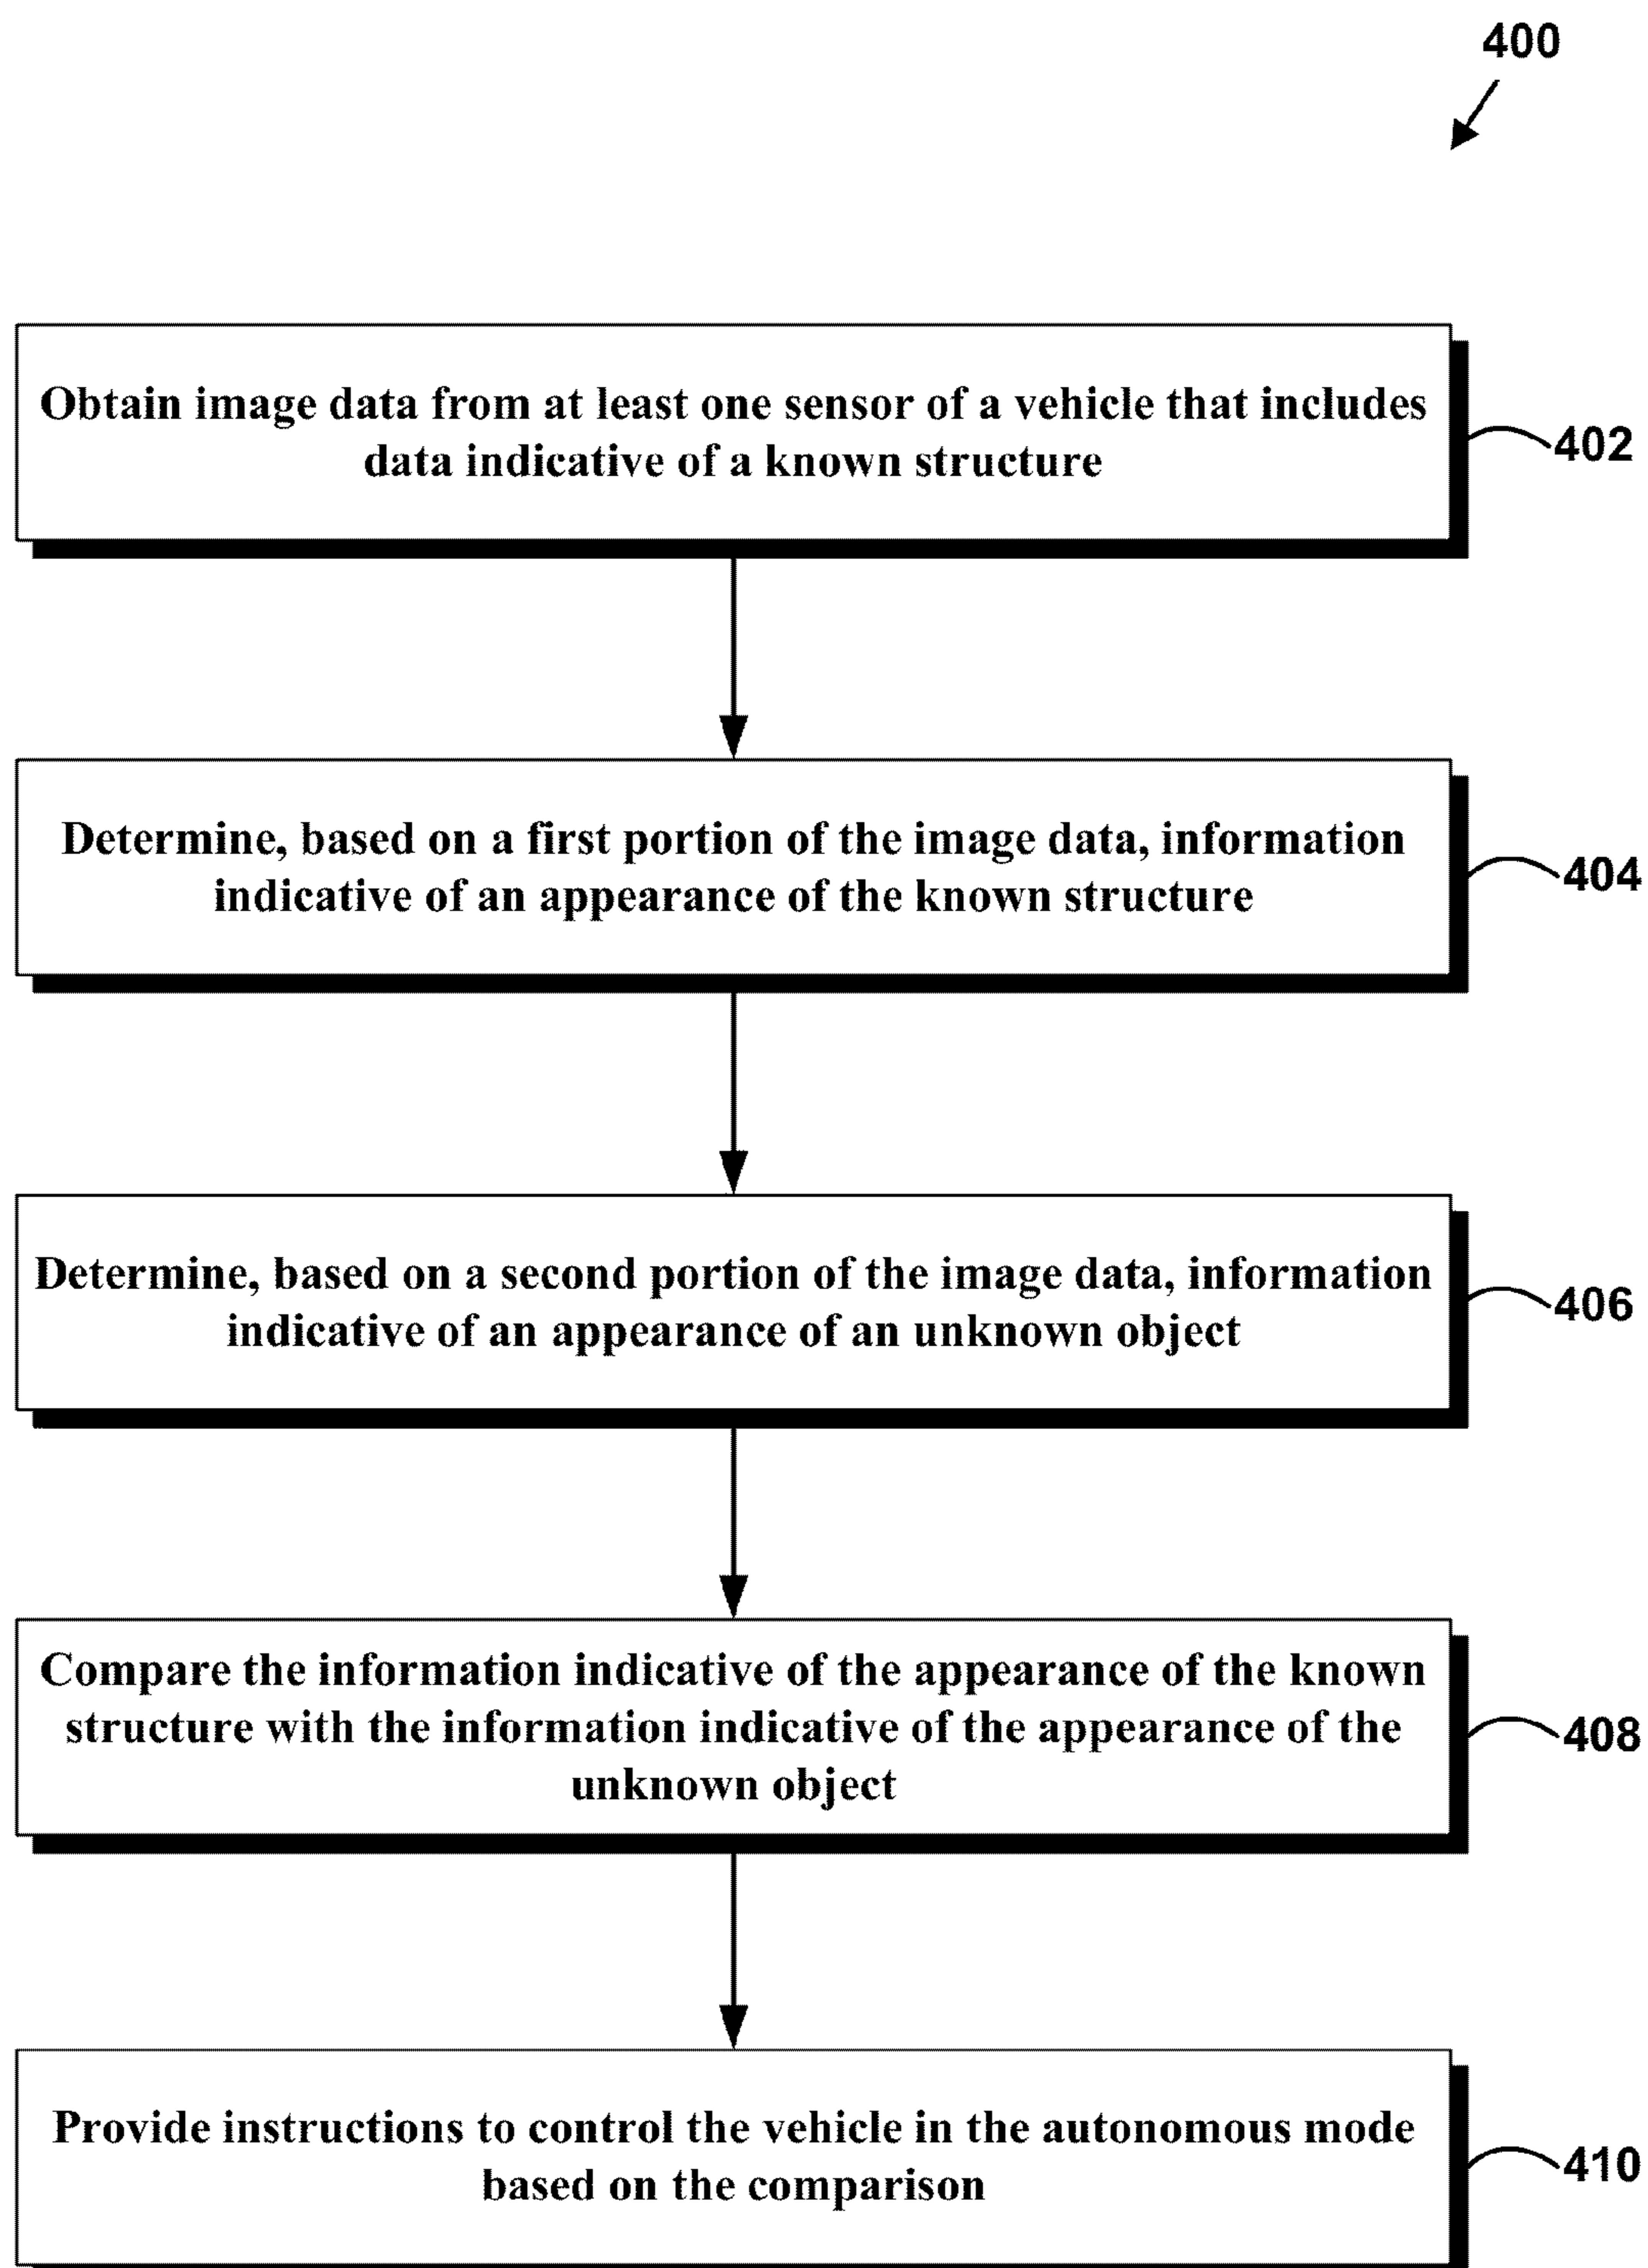 400
Obtain image data from at least one sensor of a vehicle that includes
data indicative of a known structure
402
Determine, based on a first portion of the image data, information
indicative of an appearance of the known structure
404
Determine, based on a second portion of the image data, information
indicative of an appearance of an unknown object
406
Compare the information indicative of the appearance of the known
structure with the information indicative of the appearance of the
unknown object
408
Provide instructions to control the vehicle in the autonomous mode
based on the comparison
410